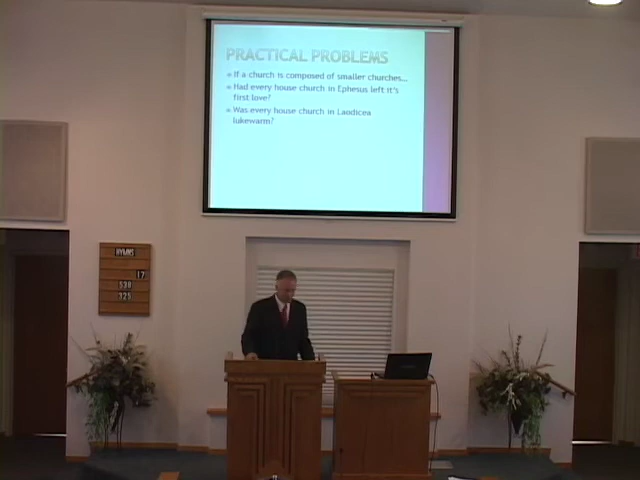 PRACTICAL PROBLEMS
If a church is composed of smaller churches...
Had every house church in Ephesus left it's
first love?
Was every house church in Laodicea
lukewarm?
HYMNS
17
538
325